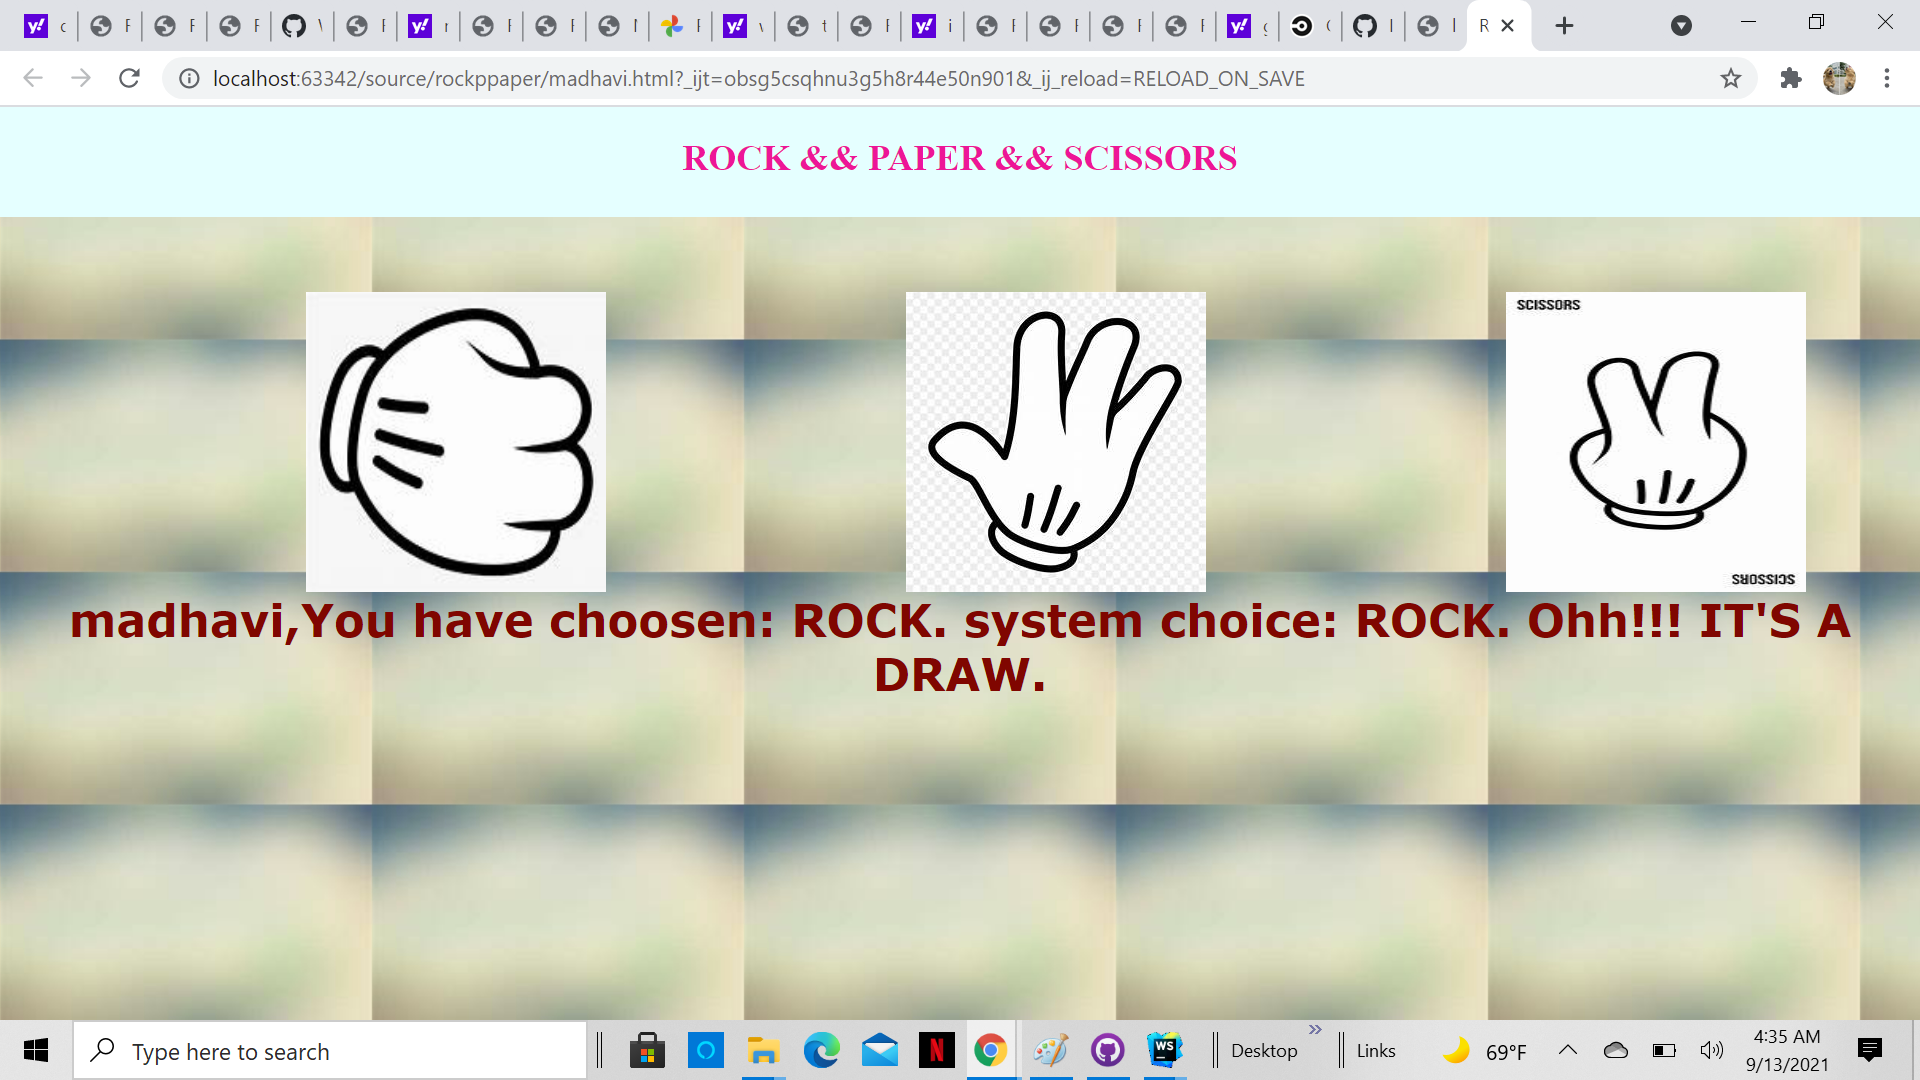 localhost:63342/source/rockppaper/madhavi.html?_ijt=obsg5csqhnu3g5h8r44e50n901&_ij_reload=RELOAD_ON_SAVE
ROCK && PAPER && SCISSORS
SCISSORS
SCISSORS
madhavi,You have choosen: ROCK. system choice: ROCK. Ohh!!! IT'S A
DRAW.
Type here to search
Desktop
Links
69°F
4:35 AM
9/13/2021